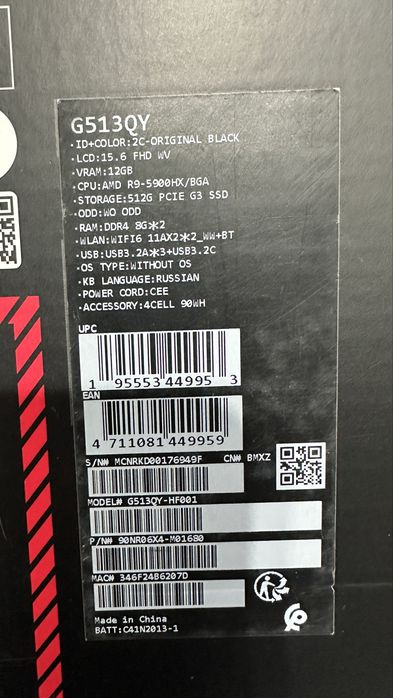 G513QY
·ID+COLOR:2C-ORIGINAL BLACK
·LCD:15.6 FHD WV
·VRAM:12GB
·CPU:AMD R9-5900HX/BGA
·STORAGE:512G PCIE G3 SSD
·ODD:WO ODD
·RAM:DDR4 8G*2
·WLAN:WIFI6 11AX2*2_WW+BT
·USB:USB3.2A*3+USB3.2C
·OS TYPE:WITHOUT OS
·KB LANGUAGE:RUSSIAN
·POWER CORD:CEE
·ACCESSORY:4CELL 90WH
UPC
1 95553 44995 3
EAN
4 711081 449959
S/N# MCNRKD00176949F CN# BMXZ
MODEL# G513QY-HF001
P/N# 90NR06X4-M01680
MAC# 346F24B6207D
Made in China
BATT:C41N2013-1